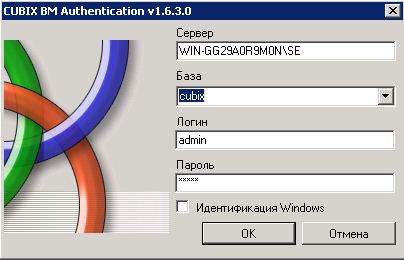 CUBIX BM Authentication v1.6.3.0
Сервер
WIN-GG29A0R9M0N\SE
База
cubix
Логин
admin
Пароль
*****
Идентификация Windows
OK
Отмена